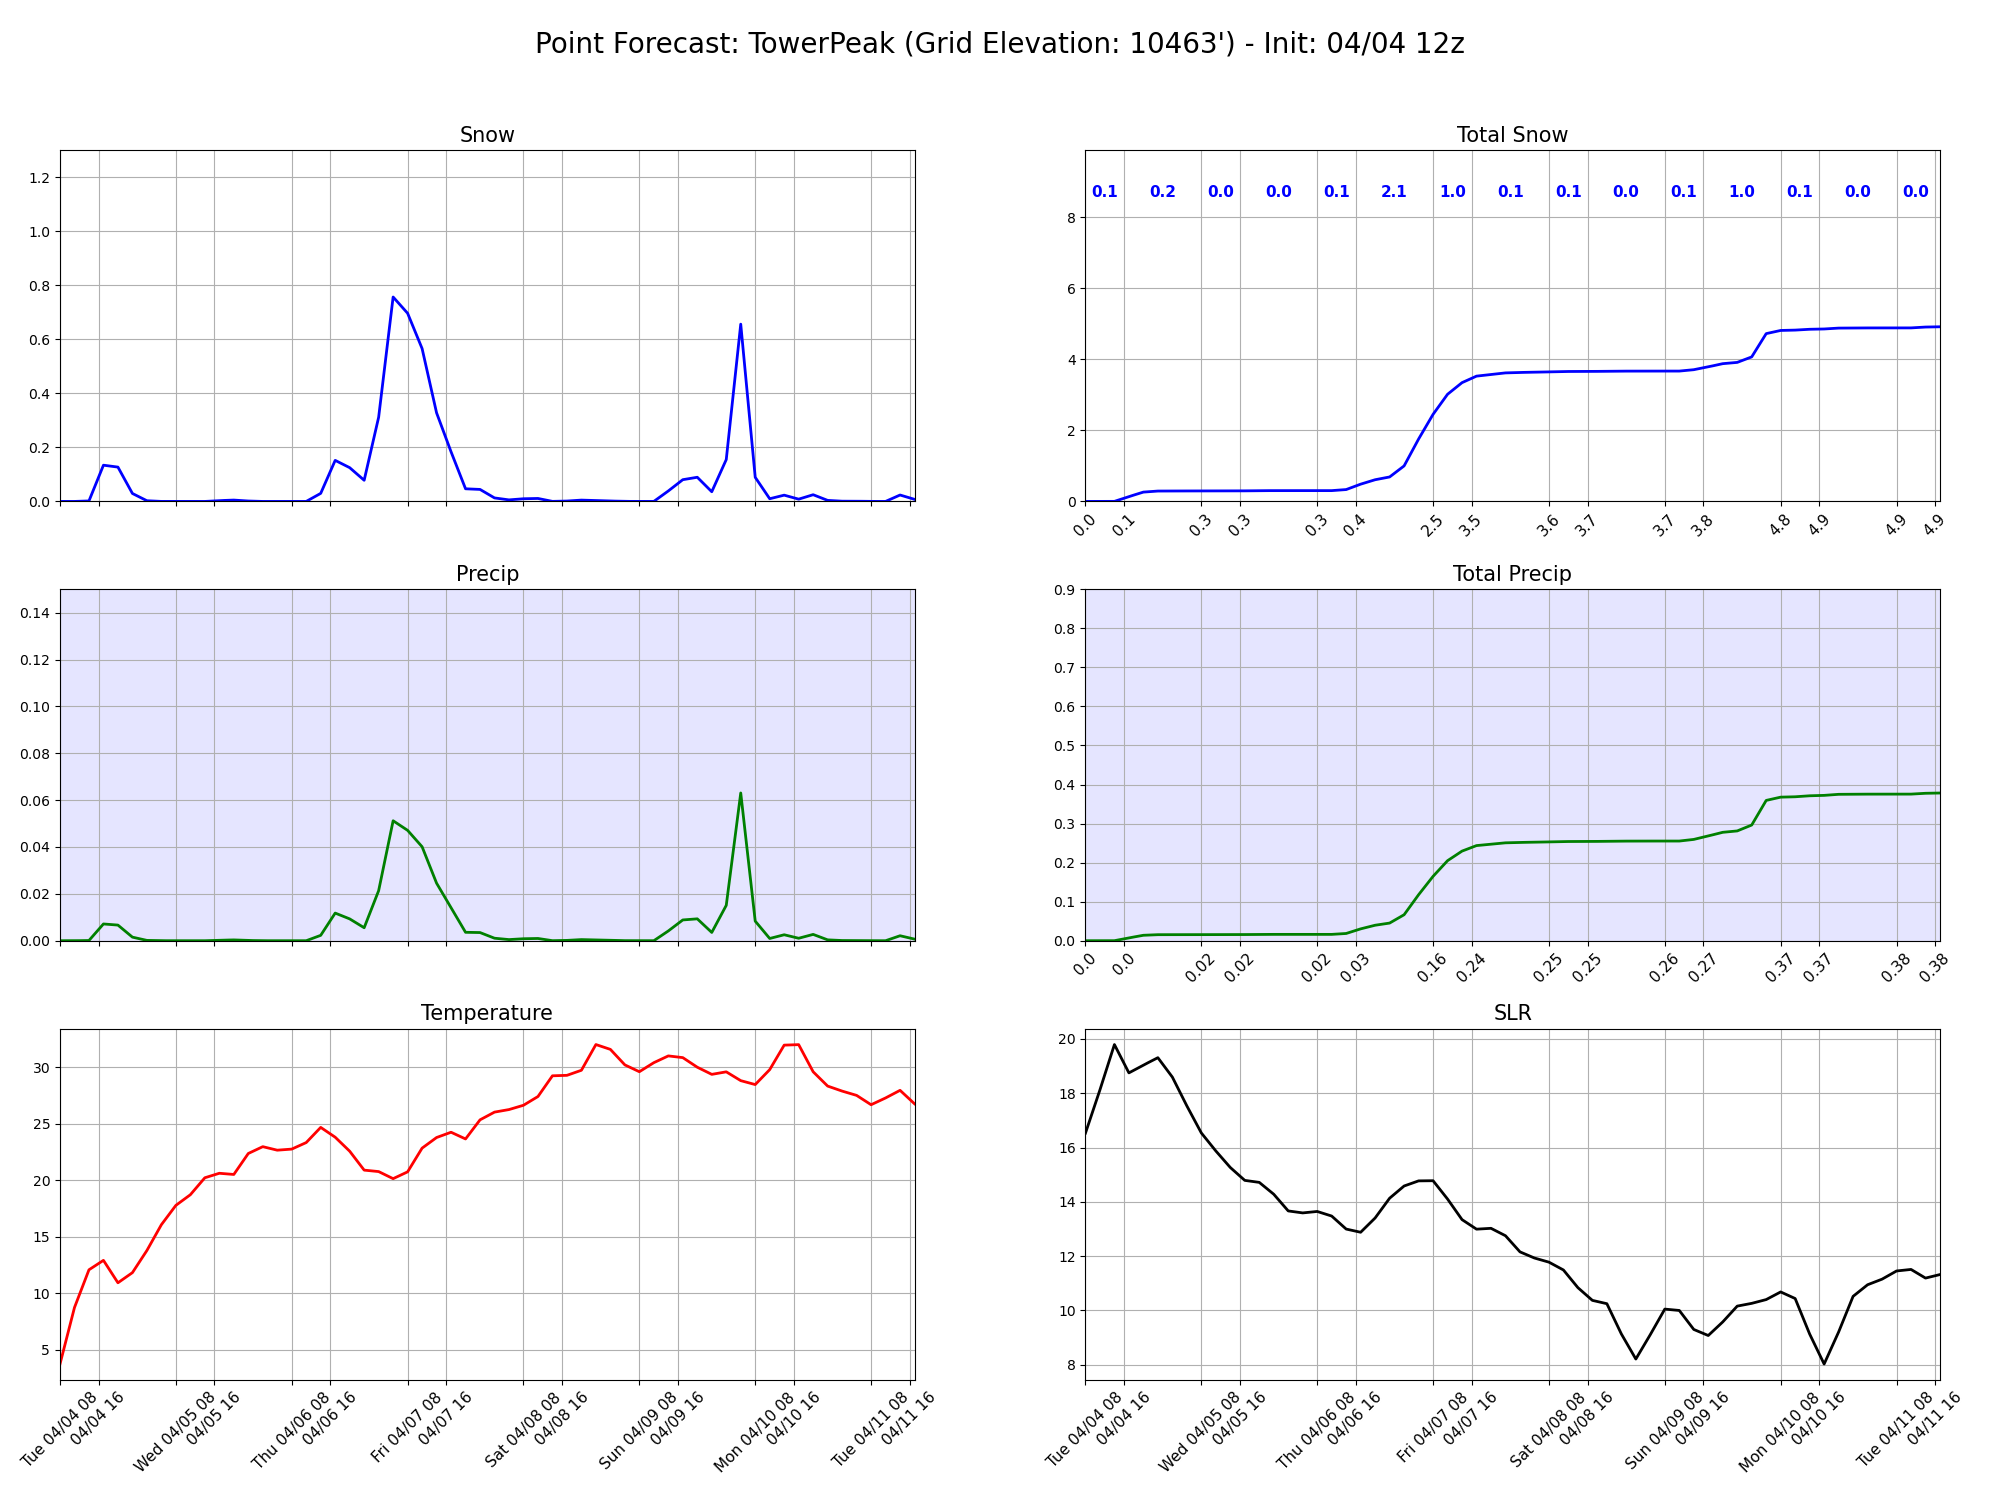 Point Forecast: TowerPeak (Grid Elevation: 10463') - Init: 04/04 12z
Snow
1.2
1.0
0.8
0.6
0.4
0.2
0.0
Total Snow
0.1 0.2 0.0 0.0 0.1 2.1 1.0 0.1 0.1 0.0 0.1 1.0 0.1 0.0 0.0
8
6
4
2
0
0.0 0.1 0.3 0.3 0.3 0.4 2.5 3.5 3.6 3.7 3.7 3.8 4.8 4.9 4.9 4.9
Precip
0.14
0.12
0.10
0.08
0.06
0.04
0.02
0.00
Total Precip
0.9
0.8
0.7
0.6
0.5
0.4
0.3
0.2
0.1
0.0
0.0 0.0 0.02 0.02 0.02 0.03 0.16 0.24 0.25 0.25 0.26 0.27 0.37 0.37 0.38 0.38
Temperature
30
25
20
15
10
5
Tue 04/04 08
04/04 16
Wed 04/05 08
04/05 16
Thu 04/06 08
04/06 16
Fri 04/07 08
04/07 16
Sat 04/08 08
04/08 16
Sun 04/09 08
04/09 16
Mon 04/10 08
04/10 16
Tue 04/11 08
04/11 16
SLR
20
18
16
14
12
10
8
Tue 04/04 08
04/04 16
Wed 04/05 08
04/05 16
Thu 04/06 08
04/06 16
Fri 04/07 08
04/07 16
Sat 04/08 08
04/08 16
Sun 04/09 08
04/09 16
Mon 04/10 08
04/10 16
Tue 04/11 08
04/11 16